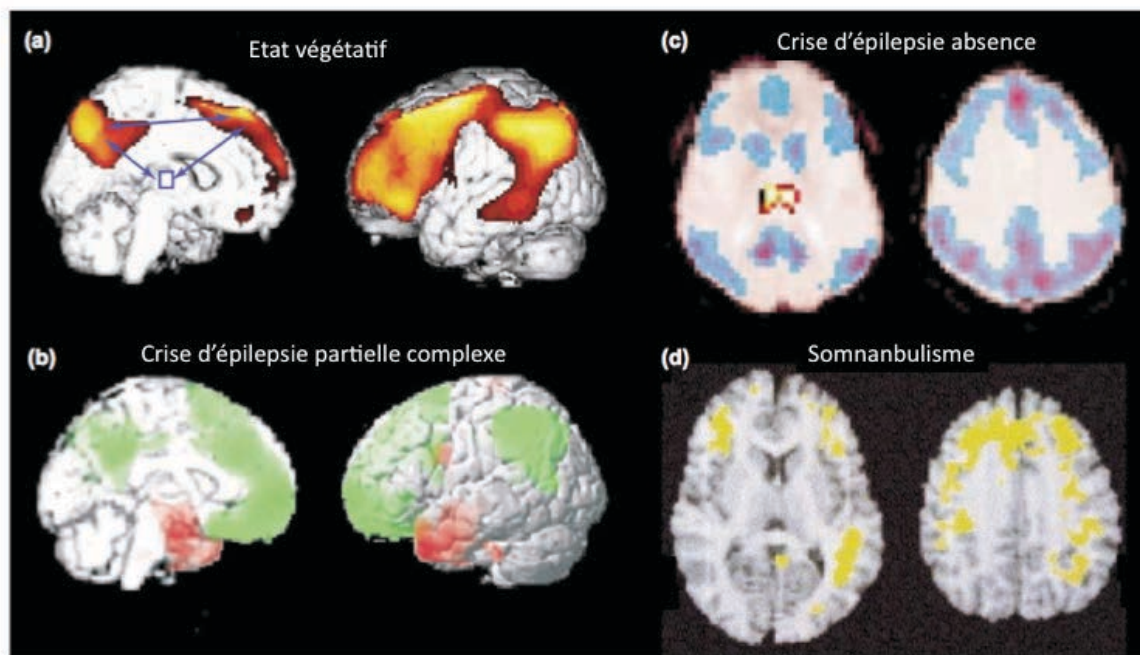 (a)
Etat végétatif
(c)
Crise d'épilepsie absence
(b)
Crise d'épilepsie partielle complexe
(d)
Somnanbulisme